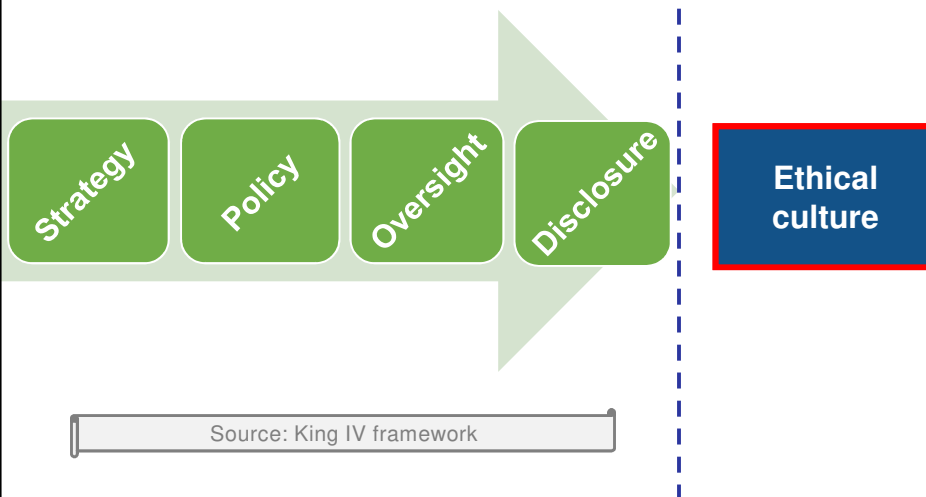 Strategy
Policy
Oversight
Disclosure
Ethical
culture
Source: King IV framework